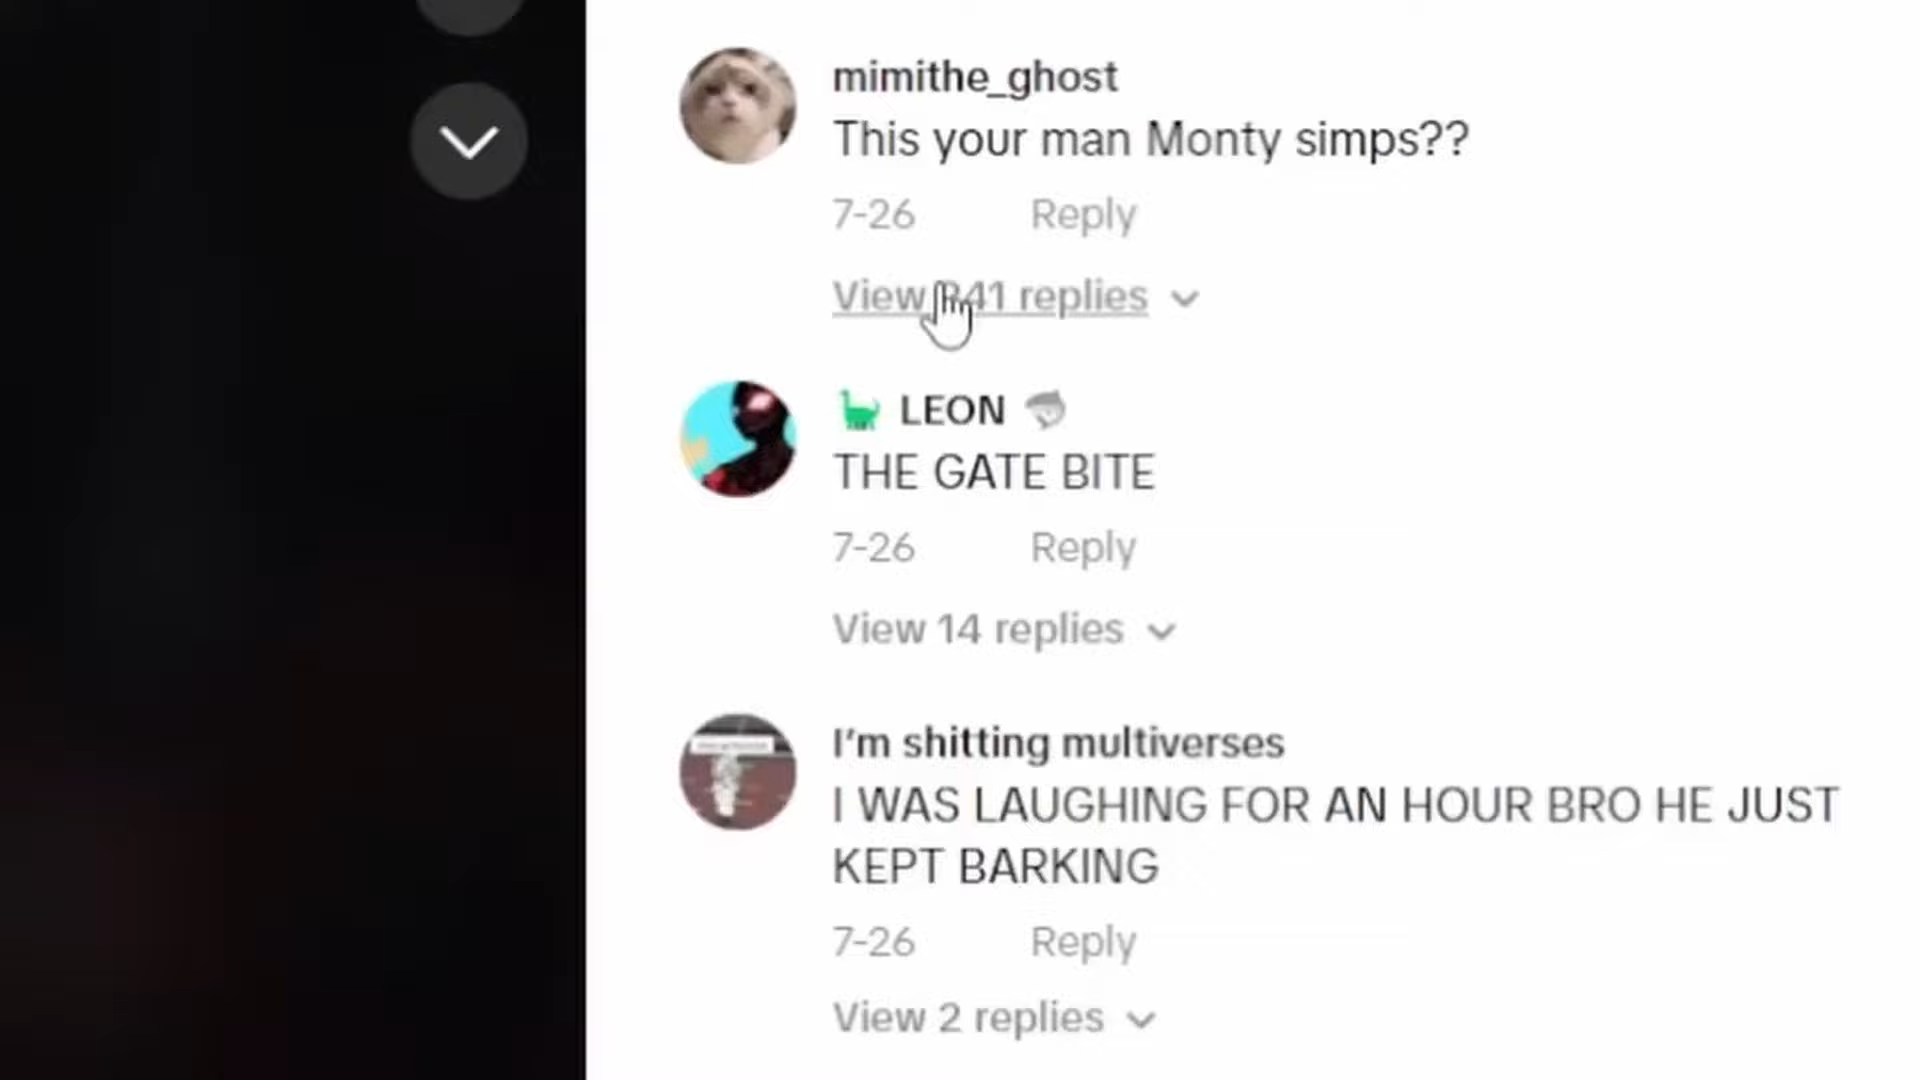 mimithe_ghost
This your man Monty simps??
7-26 Reply
View 41 replies
LEON
THE GATE BITE
7-26 Reply
View 14 replies
I'm shitting multiverses
I WAS LAUGHING FOR AN HOUR BRO HE JUST
KEPT BARKING
7-26 Reply
View 2 replies